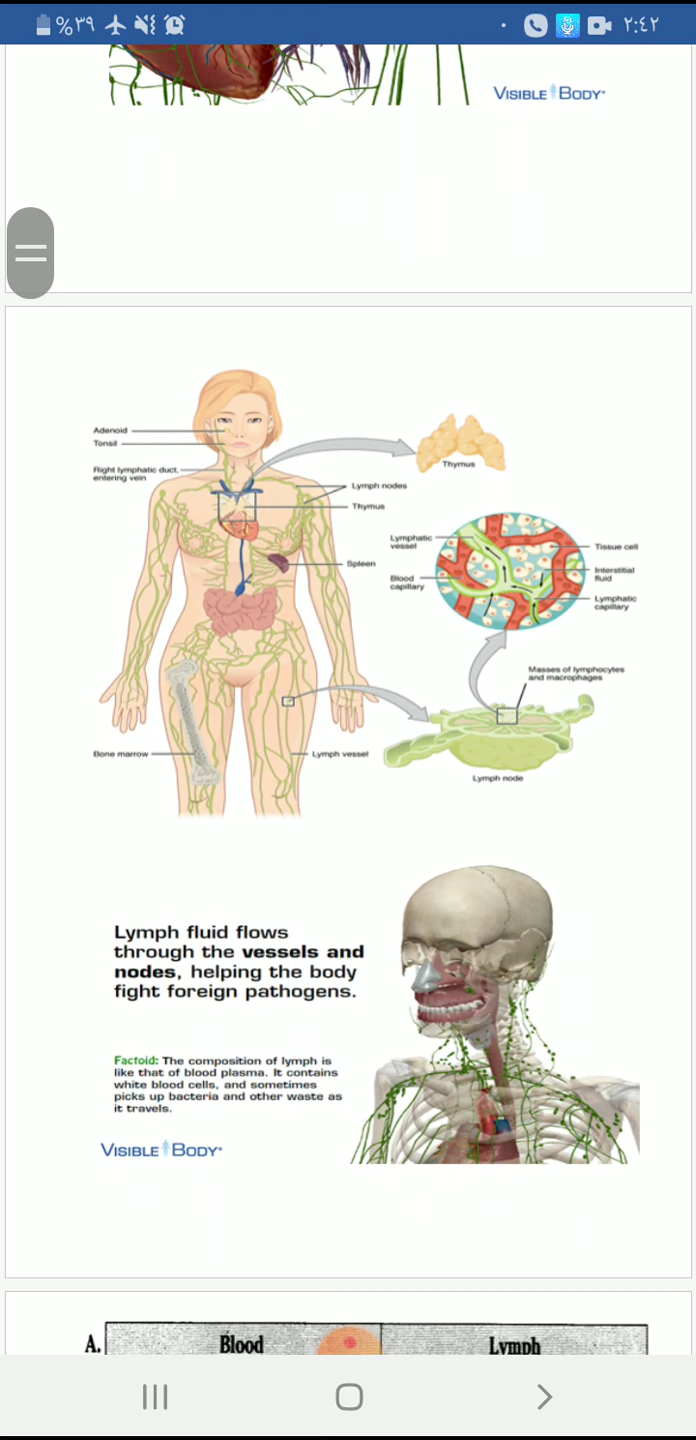 %٣٩
٢:٤٢
VISIBLE BODY®
Adenoid
Tonsil
Right lymphatic duct,
entering vein
Thymus
Lymph nodes
Thymus
Spleen
Lymphatic
vessel
Blood
capillary
Tissue cell
Interstitial
fluid
Lymphatic
capillary
Masses of lymphocytes
and macrophages
Bone marrow
Lymph vessel
Lymph node
Lymph fluid flows
through the vessels and
nodes, helping the body
fight foreign pathogens.
Factoid: The composition of lymph is
like that of blood plasma. It contains
white blood cells, and sometimes
picks up bacteria and other waste as
it travels.
VISIBLE BODY®
A.
Blood
Lymph